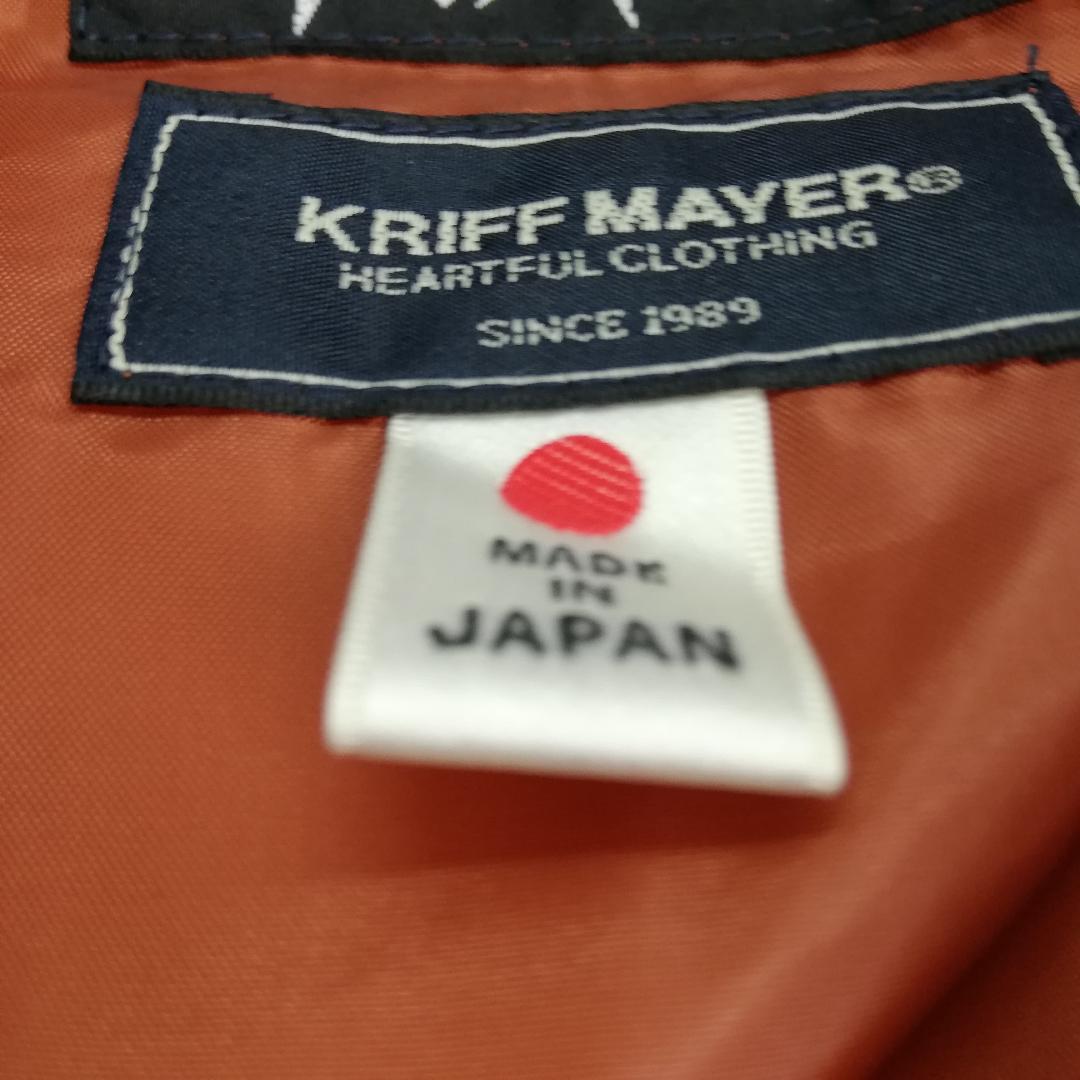 KRIFF MAYER®
HEARTFUL CLOTHING
SINCE 1989
MADE
IN
JAPAN